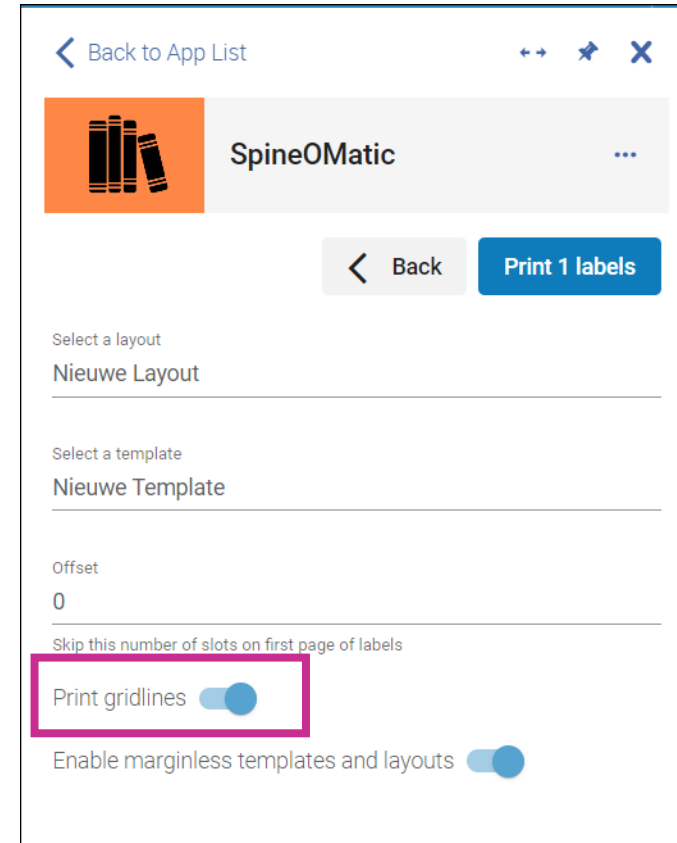 Back to App List
SpineOMatic
Back
Print 1 labels
Select a layout
Nieuwe Layout
Select a template
Nieuwe Template
Offset
0
Skip this number of slots on first page of labels
Print gridlines
Enable marginless templates and layouts